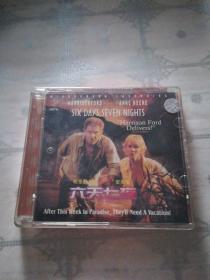 HARRISON FORD ANNE HECHE
SIX DAYS SEVEN NIGHTS
"Harrison Ford
Delivers!"
六天七夜
After This Week In Paradise, They'll Need A Vacation!